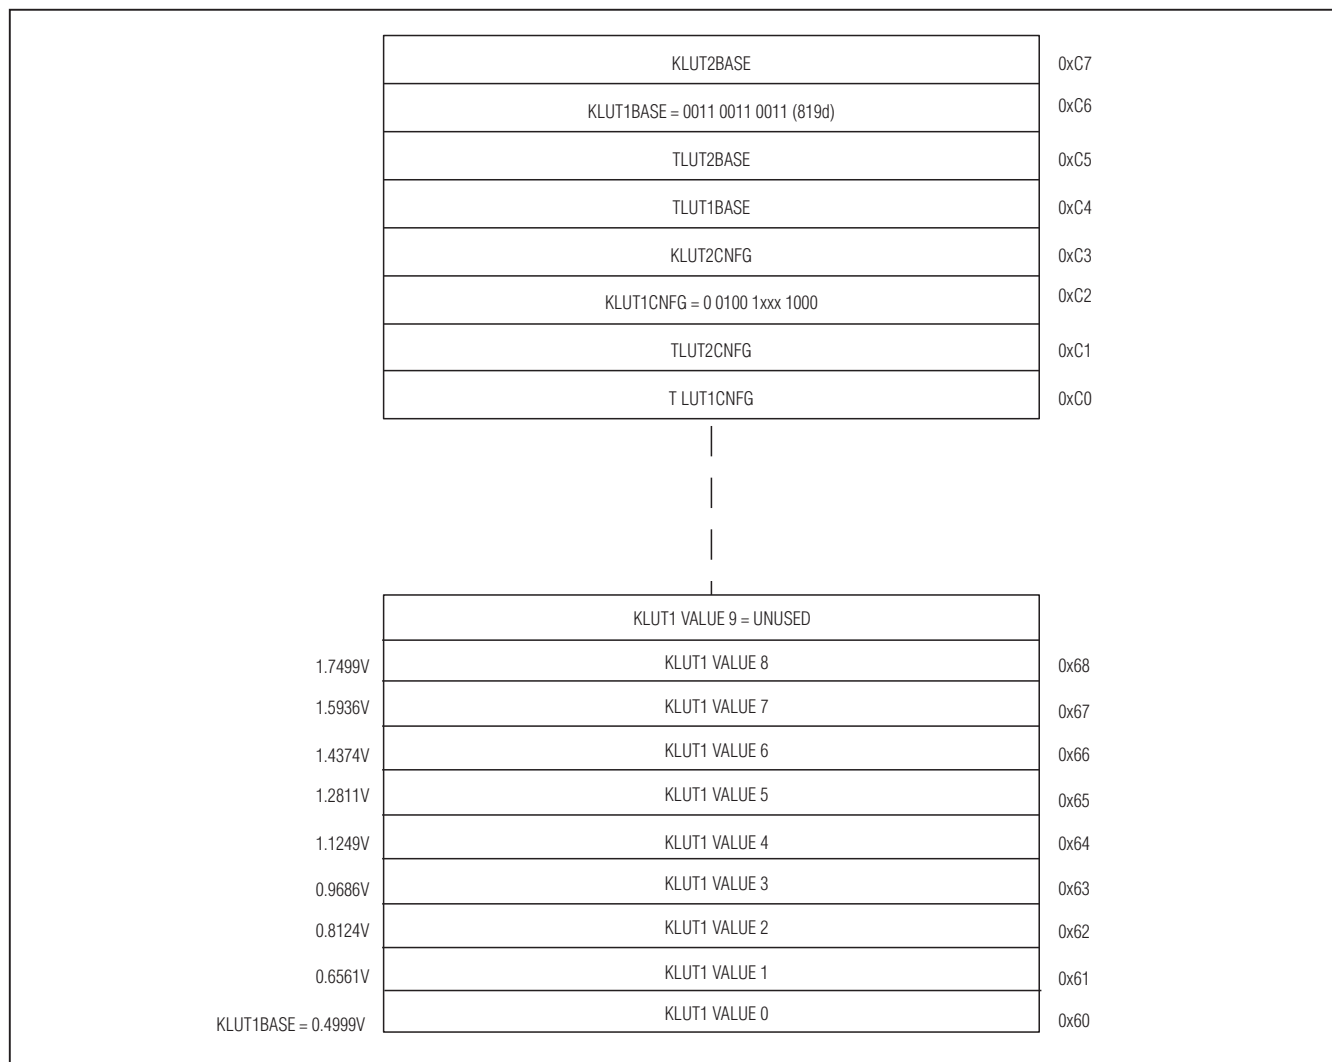 KLUT2BASE 0xC7
KLUT1BASE = 0011 0011 0011 (819d) 0xC6
TLUT2BASE 0xC5
TLUT1BASE 0xC4
KLUT2CNFG 0xC3
KLUT1CNFG = 0 0100 1xxx 1000 0xC2
TLUT2CNFG 0xC1
T LUT1CNFG 0xC0
KLUT1 VALUE 9 = UNUSED
1.7499V KLUT1 VALUE 8 0x68
1.5936V KLUT1 VALUE 7 0x67
1.4374V KLUT1 VALUE 6 0x66
1.2811V KLUT1 VALUE 5 0x65
1.1249V KLUT1 VALUE 4 0x64
0.9686V KLUT1 VALUE 3 0x63
0.8124V KLUT1 VALUE 2 0x62
0.6561V KLUT1 VALUE 1 0x61
KLUT1BASE = 0.4999V KLUT1 VALUE 0 0x60